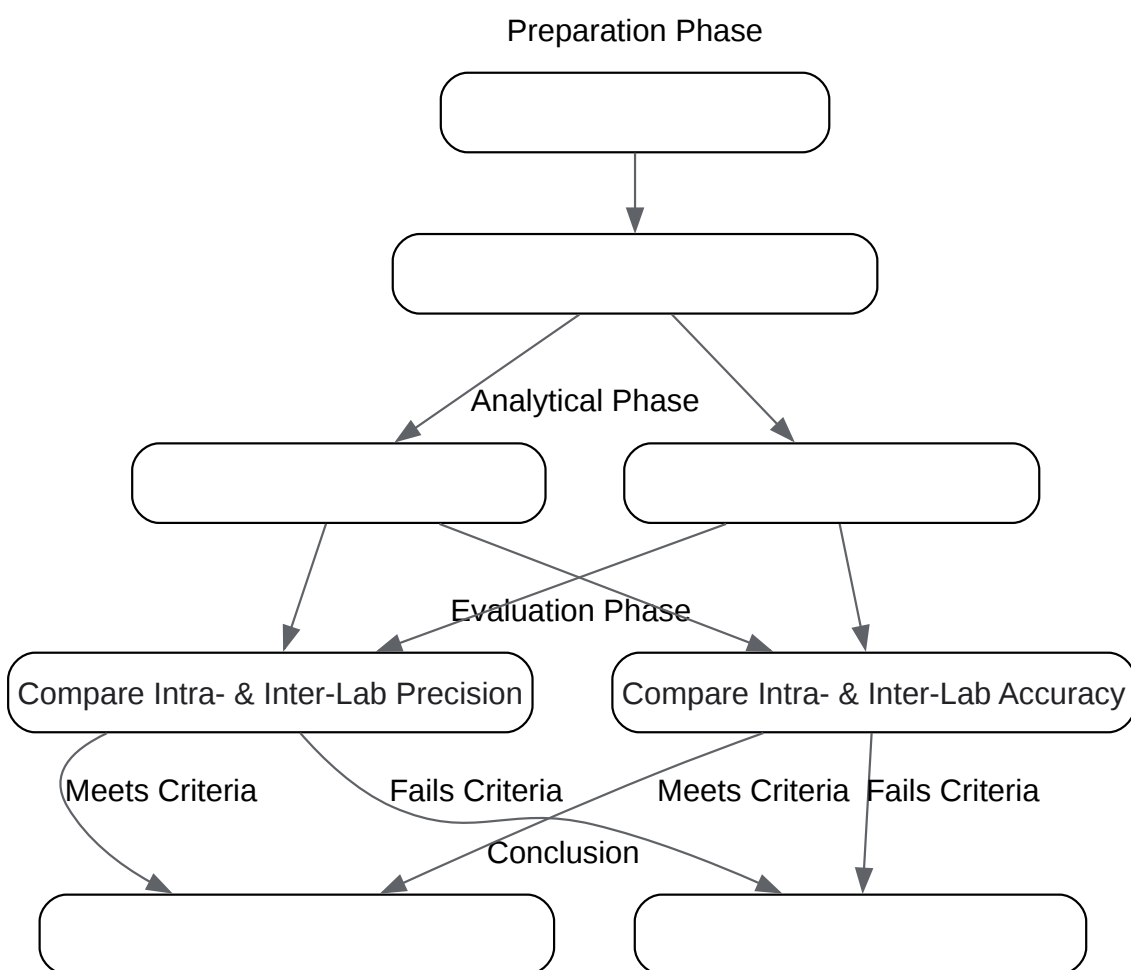 Preparation Phase
Analytical Phase
Evaluation Phase
Compare Intra- & Inter-Lab Precision
Compare Intra- & Inter-Lab Accuracy
Meets Criteria
Fails Criteria
Meets Criteria
Fails Criteria
Conclusion